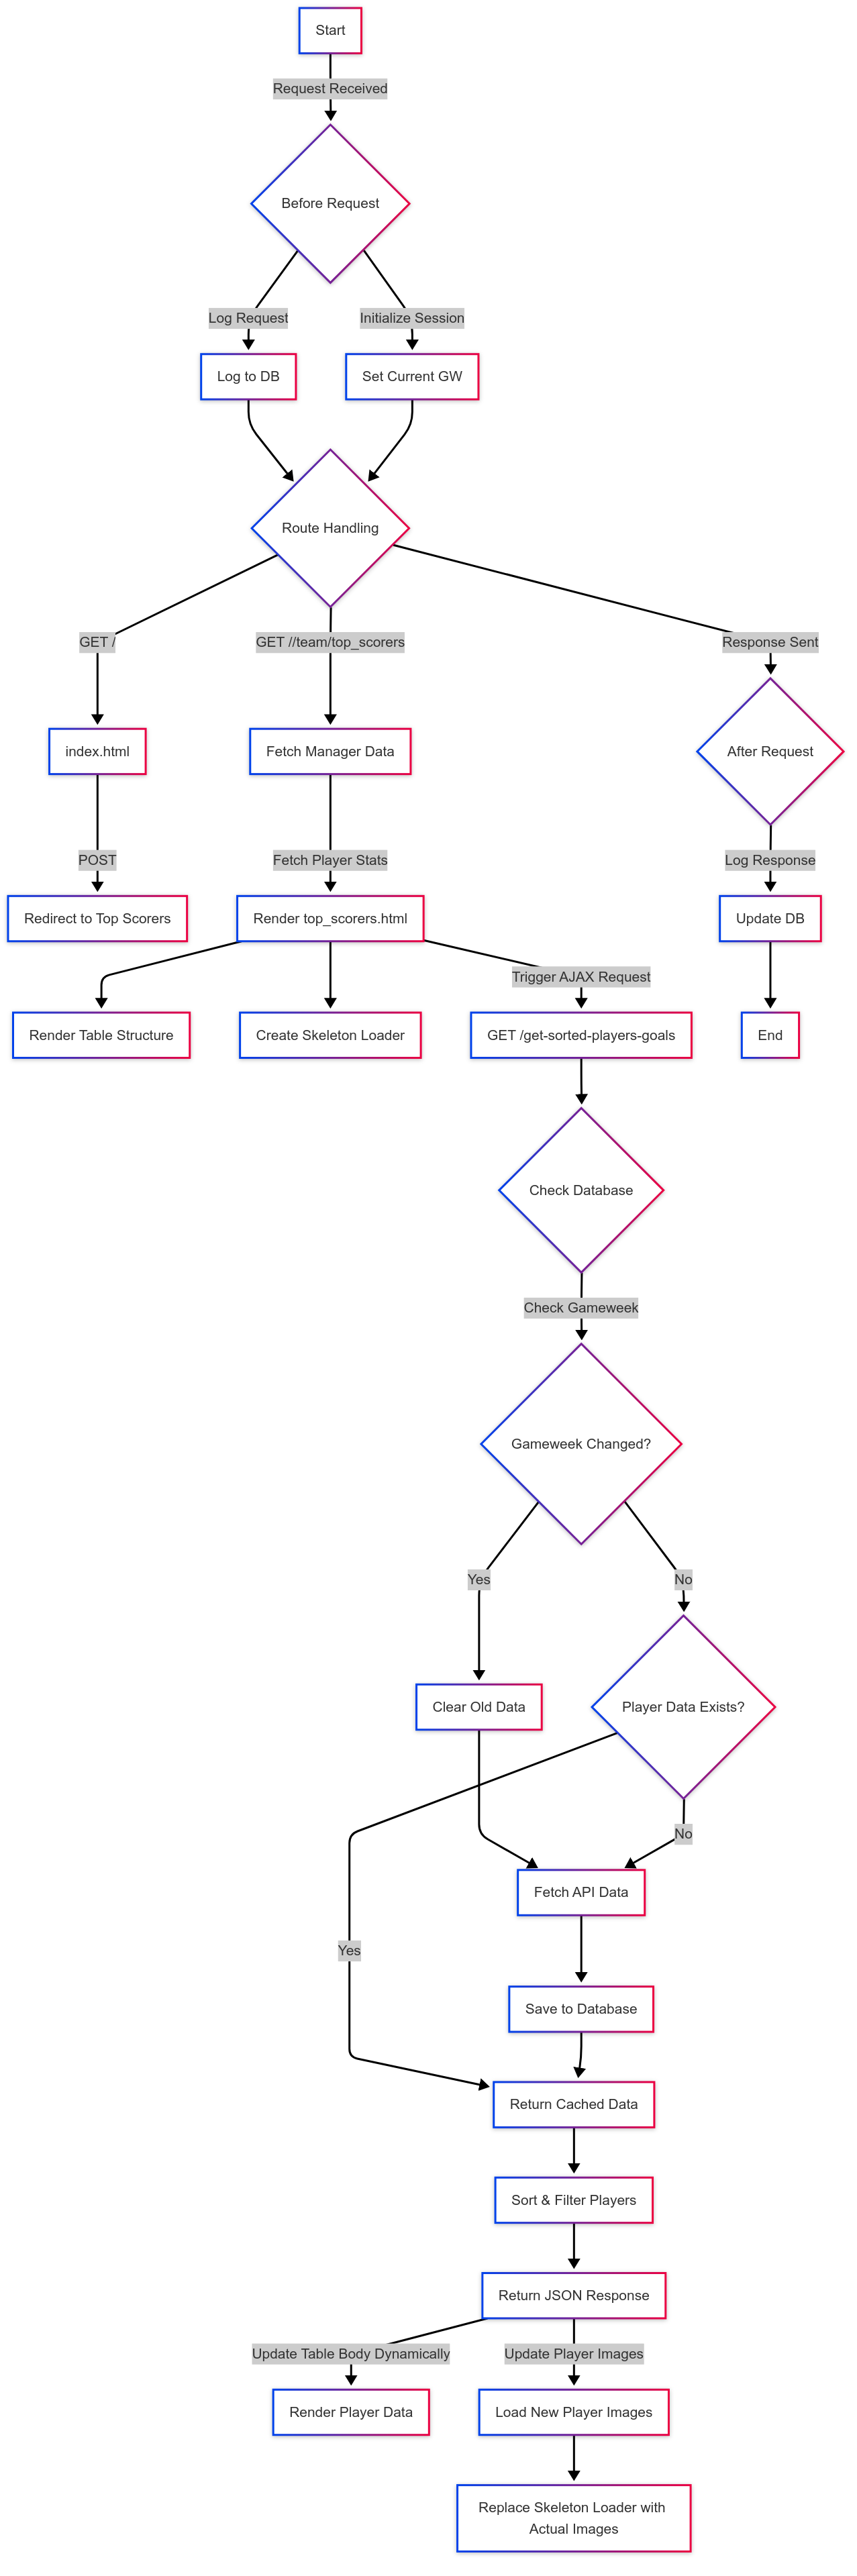 Start
Request Received
Before Request
Log Request
Initialize Session
Log to DB
Set Current GW
Route Handling
GET /
GET //team/top_scorers
Response Sent
index.html
Fetch Manager Data
After Request
POST
Fetch Player Stats
Log Response
Redirect to Top Scorers
Render top_scorers.html
Update DB
Trigger AJAX Request
Render Table Structure
Create Skeleton Loader
GET /get-sorted-players-goals
End
Check Database
Check Gameweek
Gameweek Changed?
Yes
No
Clear Old Data
Player Data Exists?
No
Fetch API Data
Yes
Save to Database
Return Cached Data
Sort & Filter Players
Return JSON Response
Update Table Body Dynamically
Update Player Images
Render Player Data
Load New Player Images
Replace Skeleton Loader with
Actual Images